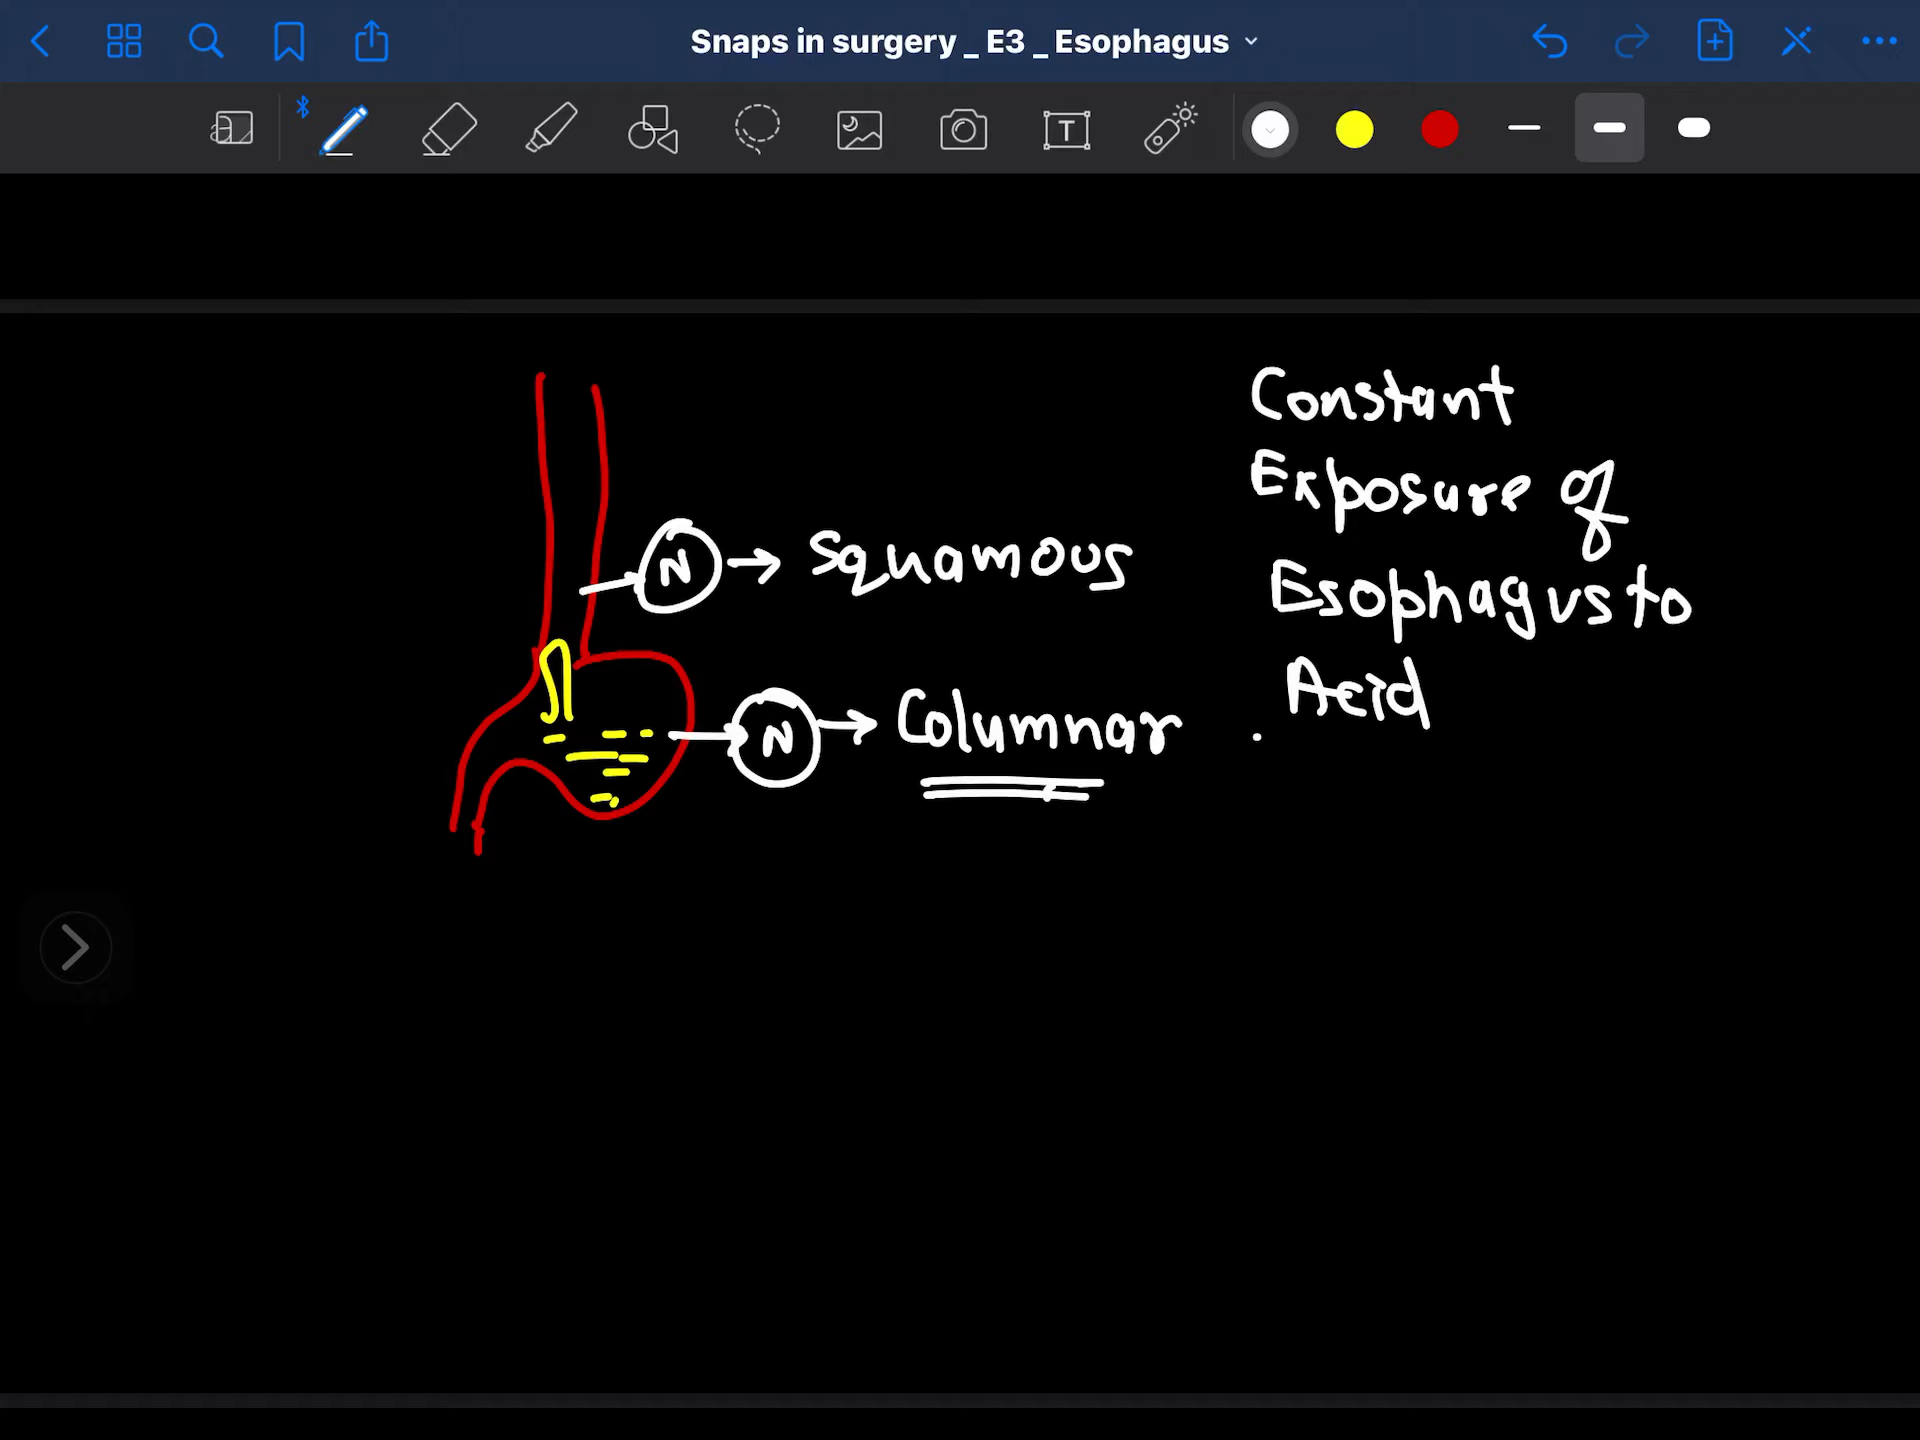 Snaps in surgery _ E3 _ Esophagus
T
Constant
Exposure of
N → Squamous
Esophagus to
Acid
N → Columnar